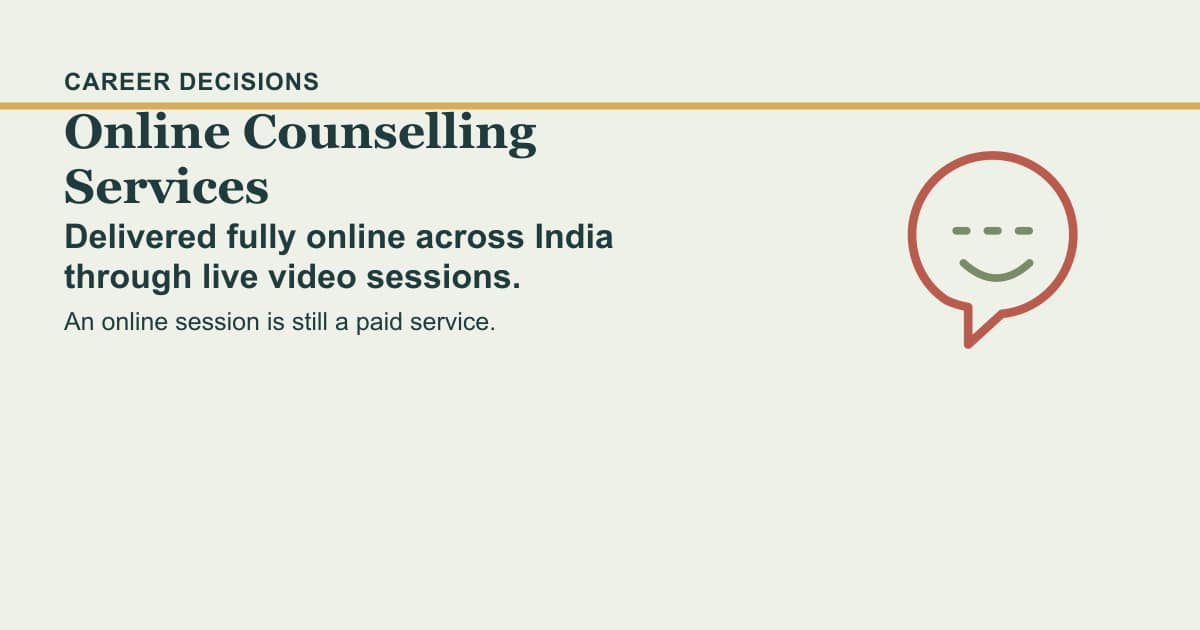 CAREER DECISIONS
Online Counselling
Services
Delivered fully online across India
through live video sessions.
An online session is still a paid service.